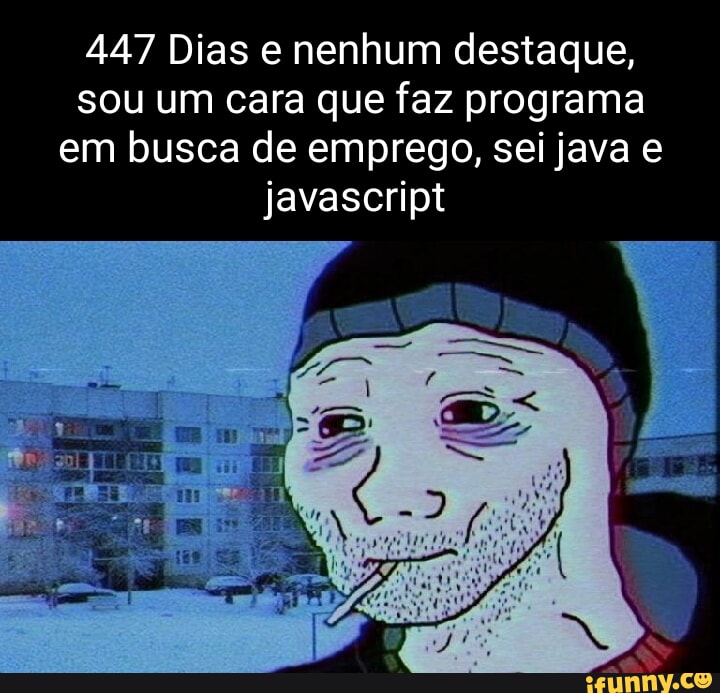 447 Dias e nenhum destaque,
sou um cara que faz programa
em busca de emprego, sei java e
javascript
ifunny.co